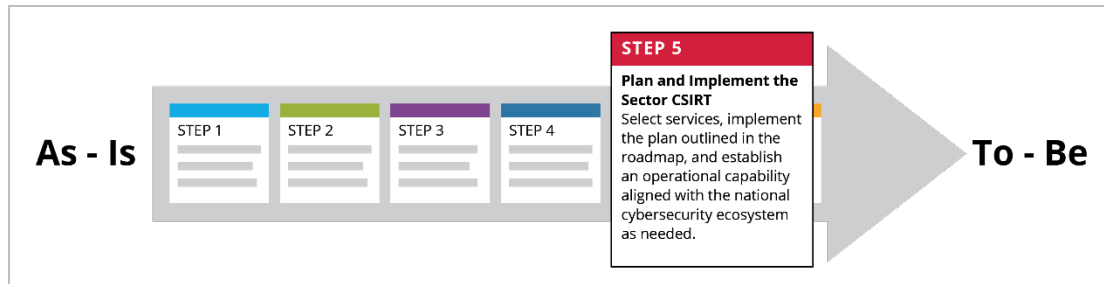 As - Is
STEP 1
STEP 2
STEP 3
STEP 4
STEP 5
Plan and Implement the
Sector CSIRT
Select services, implement
the plan outlined in the
roadmap, and establish
an operational capability
aligned with the national
cybersecurity ecosystem
as needed.
To - Be